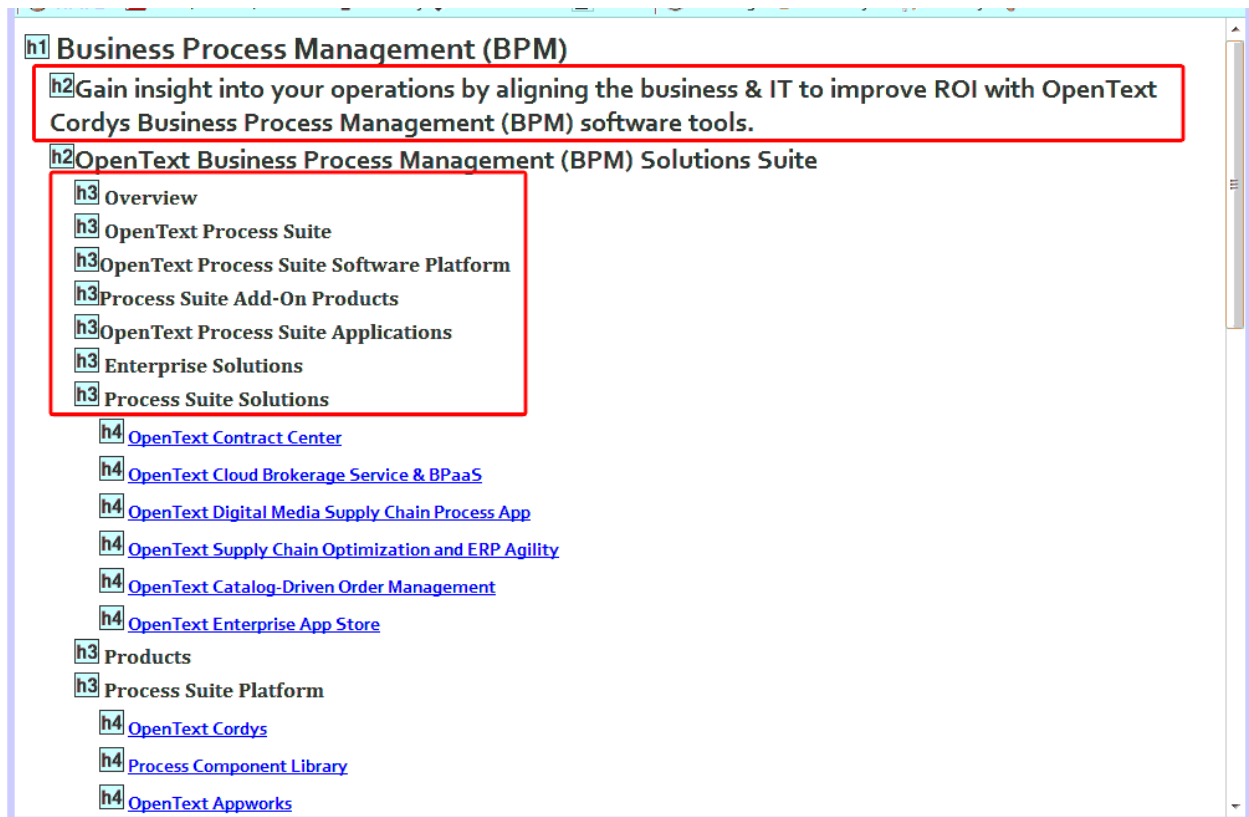 h1 Business Process Management (BPM)
h2 Gain insight into your operations by aligning the business & IT to improve ROI with OpenText
Cordys Business Process Management (BPM) software tools.
h2 OpenText Business Process Management (BPM) Solutions Suite
h3 Overview
h3 OpenText Process Suite
h3 OpenText Process Suite Software Platform
h3 Process Suite Add-On Products
h3 OpenText Process Suite Applications
h3 Enterprise Solutions
h3 Process Suite Solutions
h4 OpenText Contract Center
h4 OpenText Cloud Brokerage Service & BPaaS
h4 OpenText Digital Media Supply Chain Process App
h4 OpenText Supply Chain Optimization and ERP Agility
h4 OpenText Catalog-Driven Order Management
h4 OpenText Enterprise App Store
h3 Products
h3 Process Suite Platform
h4 OpenText Cordys
h4 Process Component Library
h4 OpenText Appworks